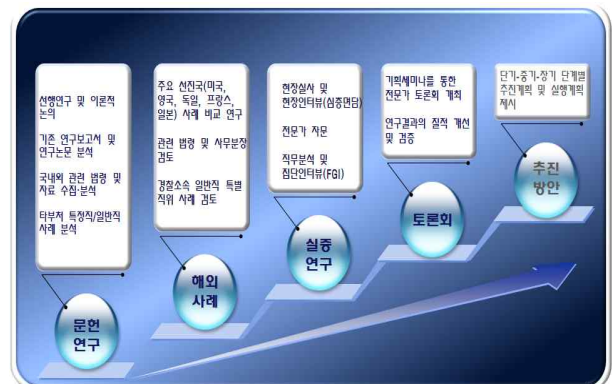 선행연구 및 이론적
논의
기존 연구보고서 및
연구논문 분석
국내외 관련 법령 및
자료 수집·분석
타부처 특정직/일반직
사례 분석
문헌
연구
주요 선진국(미국,
영국, 독일, 프랑스,
일본) 사례 비교 연구
관련 법령 및 사무분장
검토
경찰소속 일반직 특별
직위 사례 검토
해외
사례
현장실사 및
현장인터뷰(심층면담)
전문가 자문
직무분석 및
집단인터뷰(FGI)
실증
연구
기획세미나를 통한
전문가 토론회 개최
연구결과의 질적 개선
및 검증
토론회
단기-중기-장기 단계별
추진계획 및 실행계획
제시
추진
방안